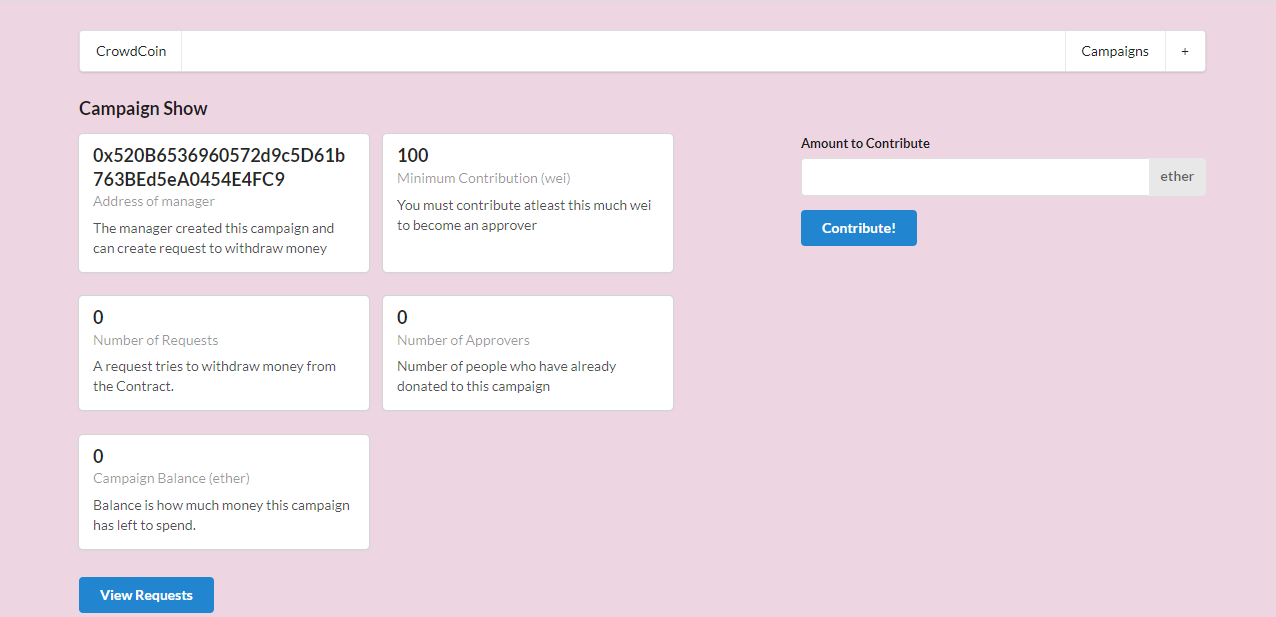 CrowdCoin
Campaigns
+
Campaign Show
0x520B6536960572d9c5D61b
763BEd5eA0454E4FC9
Address of manager
The manager created this campaign and
can create request to withdraw money
100
Minimum Contribution (wei)
You must contribute atleast this much wei
to become an approver
0
Number of Requests
A request tries to withdraw money from
the Contract.
0
Number of Approvers
Number of people who have already
donated to this campaign
0
Campaign Balance (ether)
Balance is how much money this campaign
has left to spend.
View Requests
Amount to Contribute
ether
Contribute!